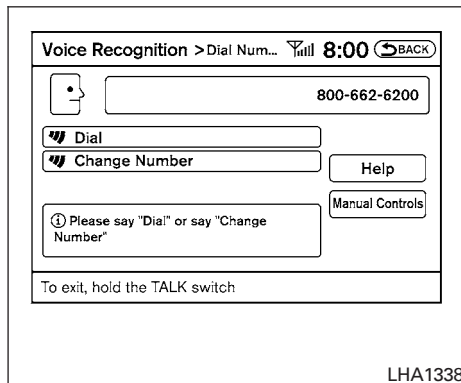 Voice Recognition > Dial Num... 8:00 BACK
800-662-6200
Dial
Change Number
Help
Manual Controls
Please say "Dial" or say "Change
Number"
To exit, hold the TALK switch
LHA1338